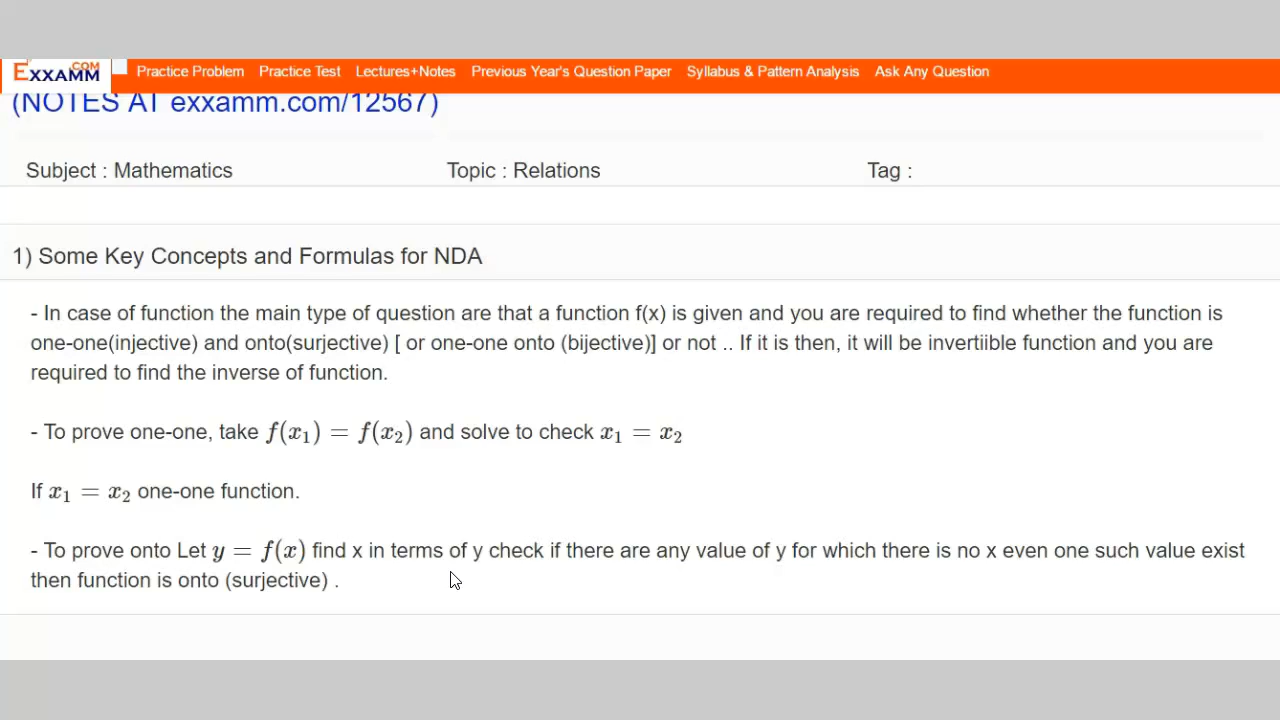 EXXAMM.COM
Practice Problem Practice Test Lectures+Notes Previous Year's Question Paper Syllabus & Pattern Analysis Ask Any Question
(NOTES AT exxamm.com/12567)
Subject : Mathematics Topic : Relations Tag :
1) Some Key Concepts and Formulas for NDA
- In case of function the main type of question are that a function f(x) is given and you are required to find whether the function is
one-one(injective) and onto(surjective) [ or one-one onto (bijective)] or not .. If it is then, it will be invertiible function and you are
required to find the inverse of function.
- To prove one-one, take f(x₁) = f(x₂) and solve to check x₁ = x₂
If x₁ = x₂ one-one function.
- To prove onto Let y = f(x) find x in terms of y check if there are any value of y for which there is no x even one such value exist
then function is onto (surjective) .